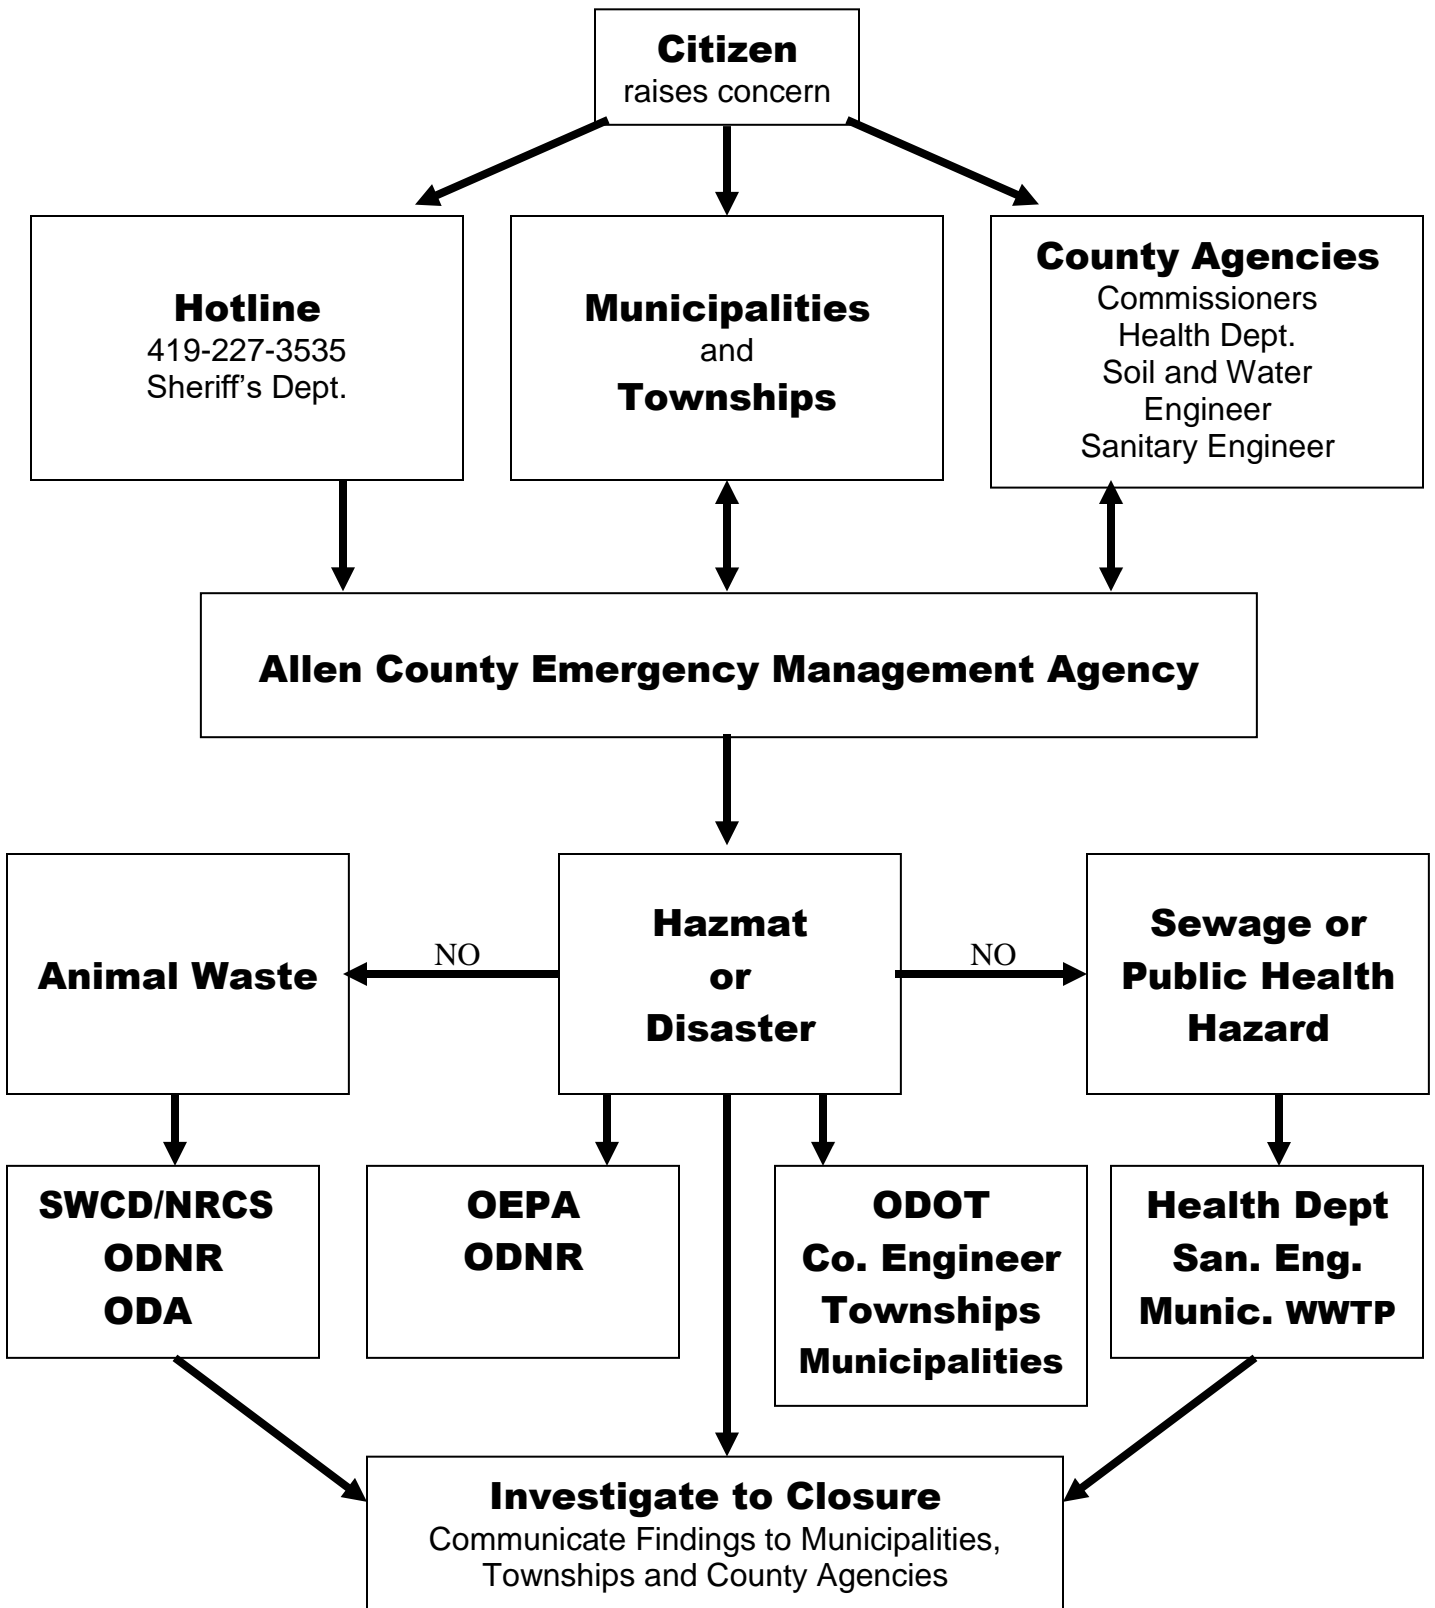 Citizen
raises concern
Hotline
419-227-3535
Sheriff's Dept.
Municipalities
and
Townships
County Agencies
Commissioners
Health Dept.
Soil and Water
Engineer
Sanitary Engineer
Allen County Emergency Management Agency
Animal Waste
NO
Hazmat
or
Disaster
NO
Sewage or
Public Health
Hazard
SWCD/NRCS
ODNR
ODA
OEPA
ODNR
ODOT
Co. Engineer
Townships
Municipalities
Health Dept
San. Eng.
Munic. WWTP
Investigate to Closure
Communicate Findings to Municipalities,
Townships and County Agencies